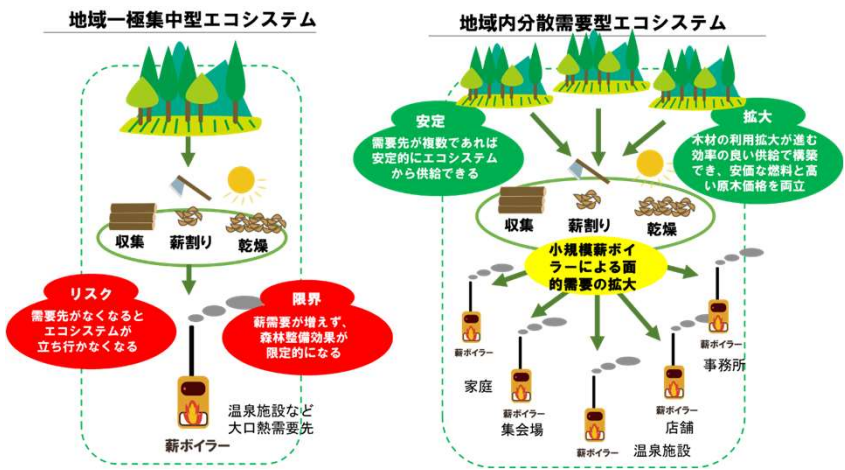 地域一極集中型エコシステム
収集
薪割り
乾燥
リスク
需要先がなくなると
エコシステムが
立ち行かなくなる
限界
薪需要が増えず、
森林整備効果が
限定的になる
薪ボイラー
温泉施設など
大口熱需要先
地域内分散需要型エコシステム
安定
需要先が複数であれば
安定的にエコシステム
から供給できる
拡大
木材の利用拡大が進む
効率の良い供給で構築
でき、安価な燃料と高
い原木価格を両立
収集
薪割り
乾燥
小規模薪ボイ
ラーによる面
的需要の拡大
薪ボイラー
家庭
薪ボイラー
集会場
薪ボイラー
温泉施設
薪ボイラー
店舗
薪ボイラー
事務所